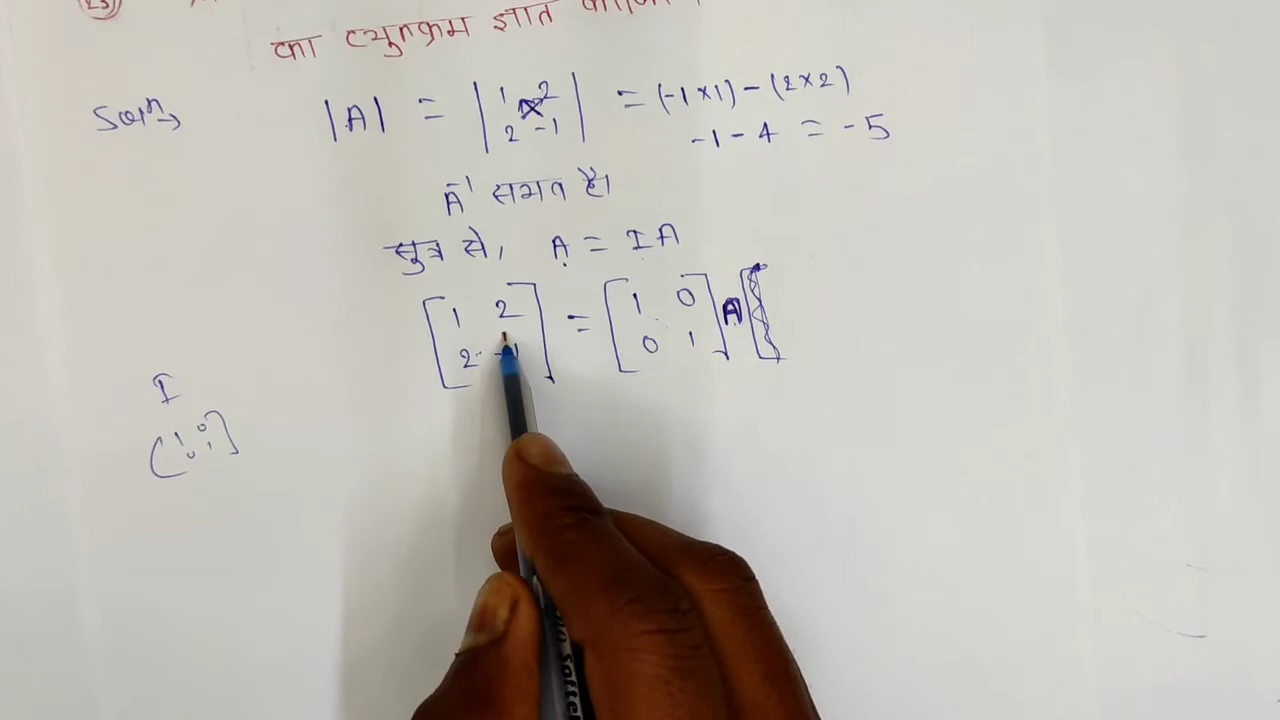 23
का व्युत्क्रम ज्ञात
Soln→ |A| = | 1 2 | = (-1×1) - (2×2)
2 -1
-1 - 4 = -5
A⁻¹ संभव है।
सुत्र से, A = IA
[ 1 2 ] = [ 1 0 ] A
2 -1 0 1
I
( 1 0 ]
0 1